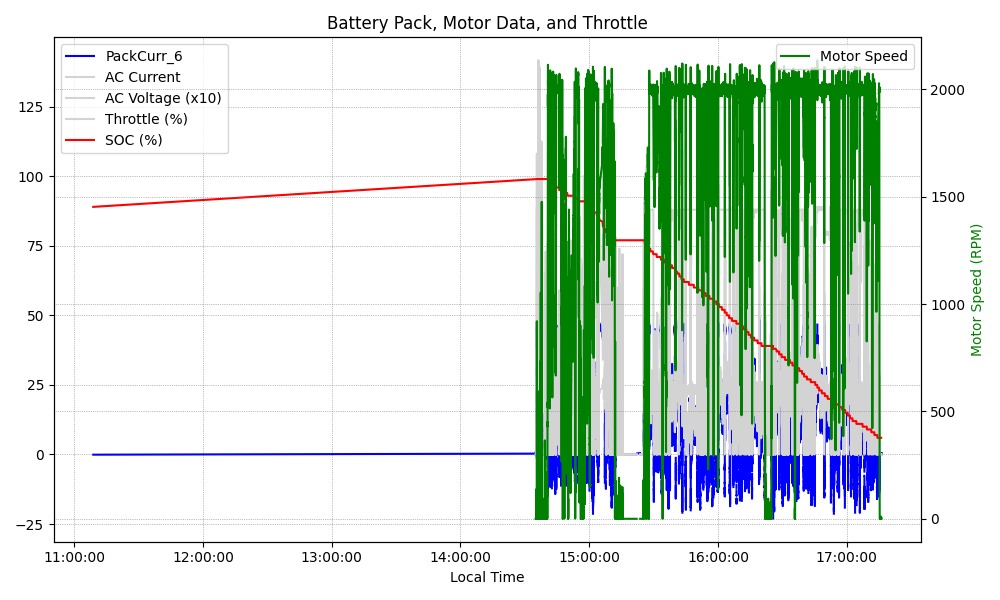 Battery Pack, Motor Data, and Throttle
PackCurr_6
AC Current
AC Voltage (x10)
Throttle (%)
SOC (%)
Motor Speed
125
100
75
50
25
0
−25
2000
1500
1000
500
0
Motor Speed (RPM)
11:00:00
12:00:00
13:00:00
14:00:00
15:00:00
16:00:00
17:00:00
Local Time